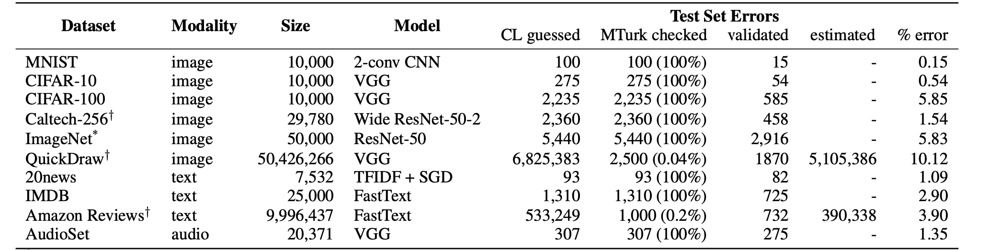 Test Set Errors
Dataset Modality Size Model CL guessed MTurk checked validated estimated % error
MNIST image 10,000 2-conv CNN 100 100 (100%) 15 - 0.15
CIFAR-10 image 10,000 VGG 275 275 (100%) 54 - 0.54
CIFAR-100 image 10,000 VGG 2,235 2,235 (100%) 585 - 5.85
Caltech-256† image 29,780 Wide ResNet-50-2 2,360 2,360 (100%) 458 - 1.54
ImageNet* image 50,000 ResNet-50 5,440 5,440 (100%) 2,916 - 5.83
QuickDraw† image 50,426,266 VGG 6,825,383 2,500 (0.04%) 1870 5,105,386 10.12
20news text 7,532 TFIDF + SGD 93 93 (100%) 82 - 1.09
IMDB text 25,000 FastText 1,310 1,310 (100%) 725 - 2.90
Amazon Reviews† text 9,996,437 FastText 533,249 1,000 (0.2%) 732 390,338 3.90
AudioSet audio 20,371 VGG 307 307 (100%) 275 - 1.35